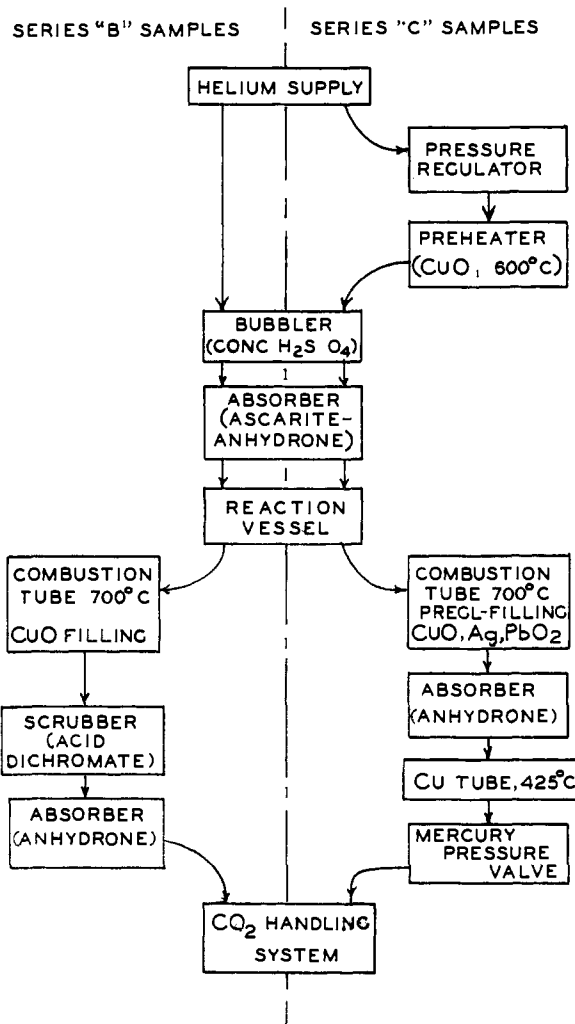 SERIES "B" SAMPLES
SERIES "C" SAMPLES
HELIUM SUPPLY
PRESSURE
REGULATOR
PREHEATER
(CuO, 600°C)
BUBBLER
(CONC H₂S O₄)
ABSORBER
(ASCARITE-
ANHYDRONE)
REACTION
VESSEL
COMBUSTION
TUBE 700°C
CuO FILLING
COMBUSTION
TUBE 700°C
PREGL-FILLING
CuO, Ag, PbO₂
SCRUBBER
(ACID
DICHROMATE)
ABSORBER
(ANHYDRONE)
ABSORBER
(ANHYDRONE)
Cu TUBE, 425°C
MERCURY
PRESSURE
VALVE
CO₂ HANDLING
SYSTEM